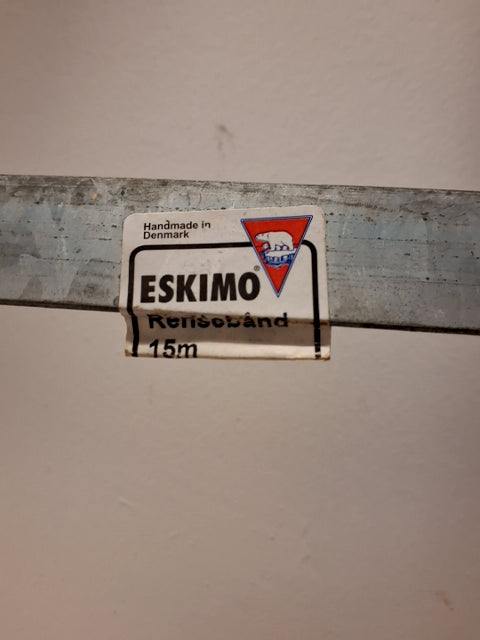 Handmade in
Denmark
ESKIMO®
Rensebånd
15m